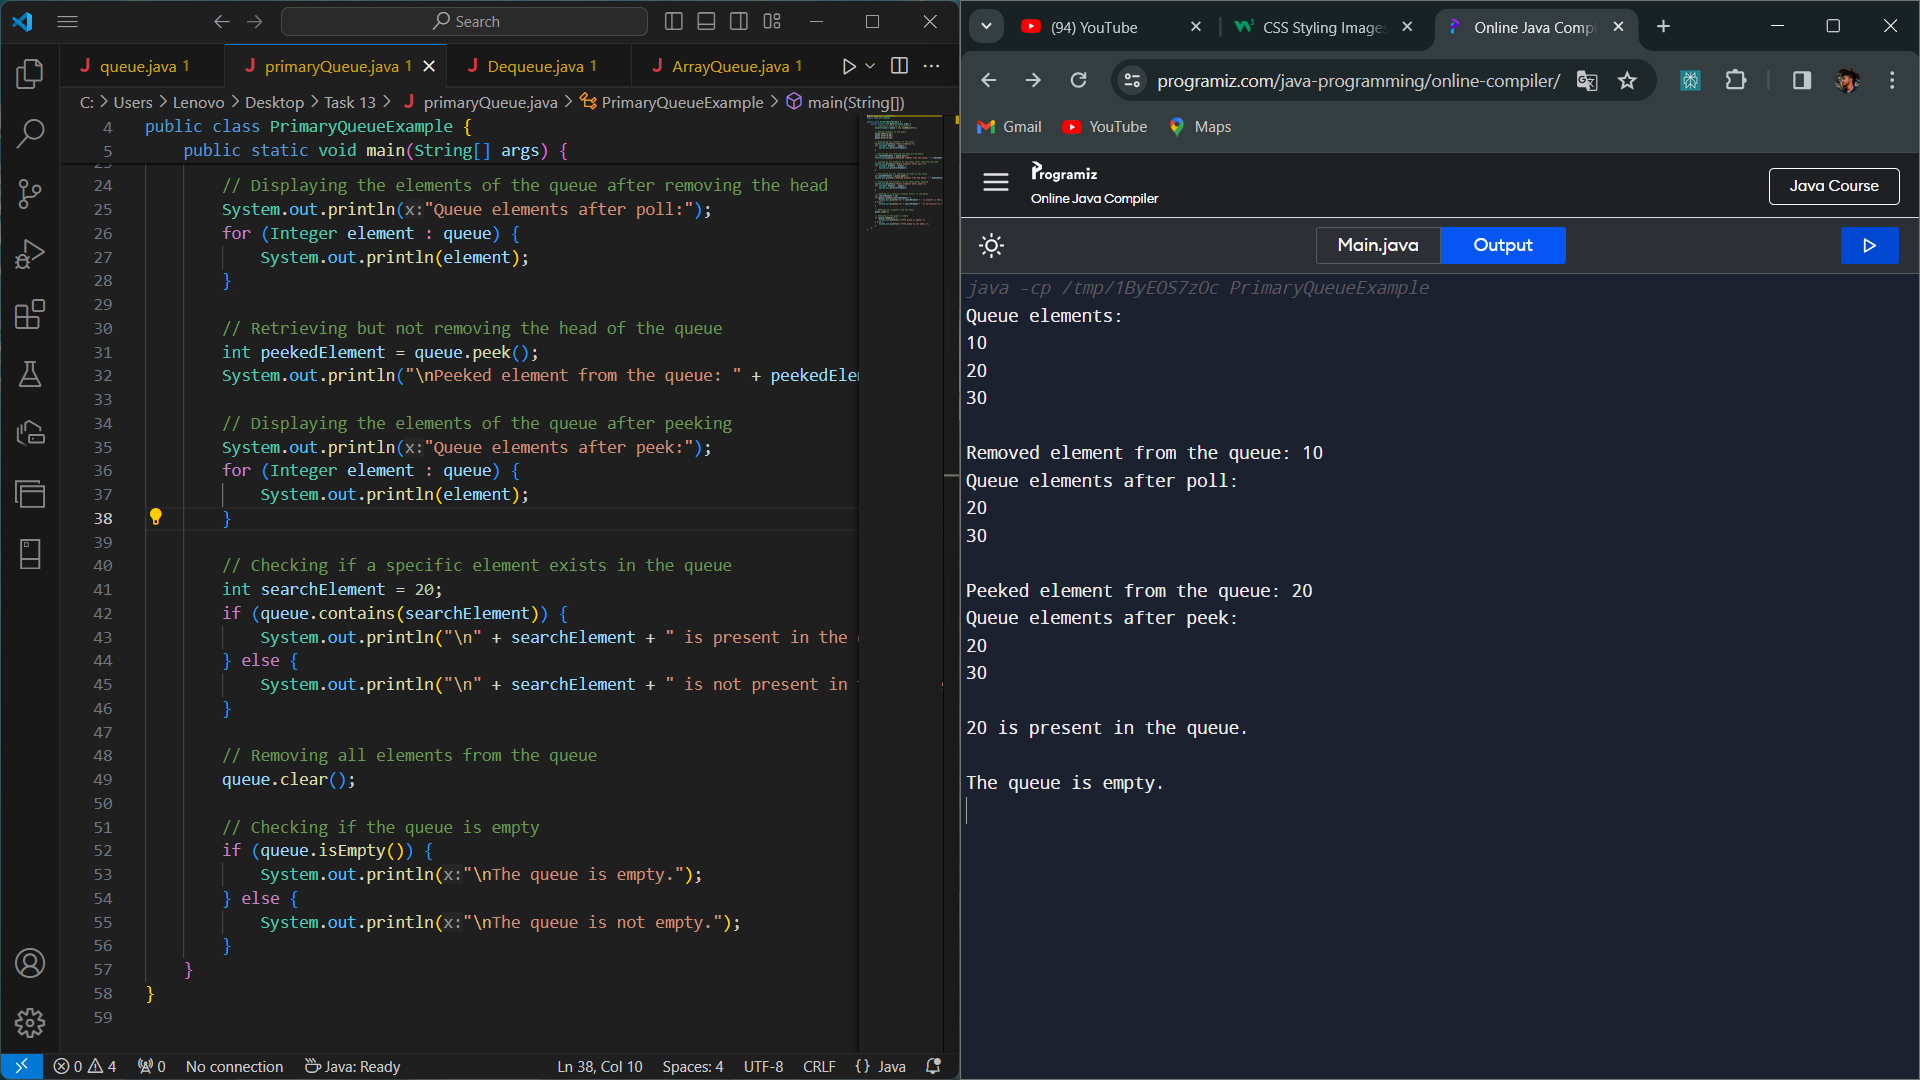 Search
queue.java 1
primaryQueue.java 1
Dequeue.java 1
ArrayQueue.java 1
C: > Users > Lenovo > Desktop > Task 13 > primaryQueue.java > PrimaryQueueExample > main(String[])
4 public class PrimaryQueueExample {
5 public static void main(String[] args) {
24 // Displaying the elements of the queue after removing the head
25 System.out.println(x:"Queue elements after poll:");
26 for (Integer element : queue) {
27 System.out.println(element);
28 }
29
30 // Retrieving but not removing the head of the queue
31 int peekedElement = queue.peek();
32 System.out.println("\nPeeked element from the queue: " + peekedEle
33
34 // Displaying the elements of the queue after peeking
35 System.out.println(x:"Queue elements after peek:");
36 for (Integer element : queue) {
37 System.out.println(element);
38 }
39
40 // Checking if a specific element exists in the queue
41 int searchElement = 20;
42 if (queue.contains(searchElement)) {
43 System.out.println("\n" + searchElement + " is present in the
44 } else {
45 System.out.println("\n" + searchElement + " is not present in
46 }
47
48 // Removing all elements from the queue
49 queue.clear();
50
51 // Checking if the queue is empty
52 if (queue.isEmpty()) {
53 System.out.println(x:"\nThe queue is empty.");
54 } else {
55 System.out.println(x:"\nThe queue is not empty.");
56 }
57 }
58 }
59
0 4 0 No connection Java: Ready Ln 38, Col 10 Spaces: 4 UTF-8 CRLF {} Java
(94) YouTube
CSS Styling Images
Online Java Comp
programiz.com/java-programming/online-compiler/
Gmail YouTube Maps
Programiz
Online Java Compiler
Java Course
Main.java Output
java -cp /tmp/1ByEOS7zOc PrimaryQueueExample
Queue elements:
10
20
30
Removed element from the queue: 10
Queue elements after poll:
20
30
Peeked element from the queue: 20
Queue elements after peek:
20
30
20 is present in the queue.
The queue is empty.